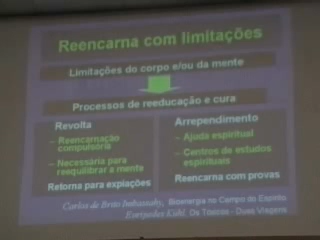 Reencarna com limitações
Limitações do corpo e/ou da mente
Processos de reeducação e cura
Revolta
– Reencarnação
compulsória
– Necessária para
reequilibrar a mente
Retorna para expiações
Arrependimento
– Ajuda espiritual
– Centros de estudos
espirituais
Reencarna com provas
Carlos de Brito Imbassahy, Bioenergia no Campo do Espírito
Eurípedes Kühl, Os Tóxicos - Duas Viagens